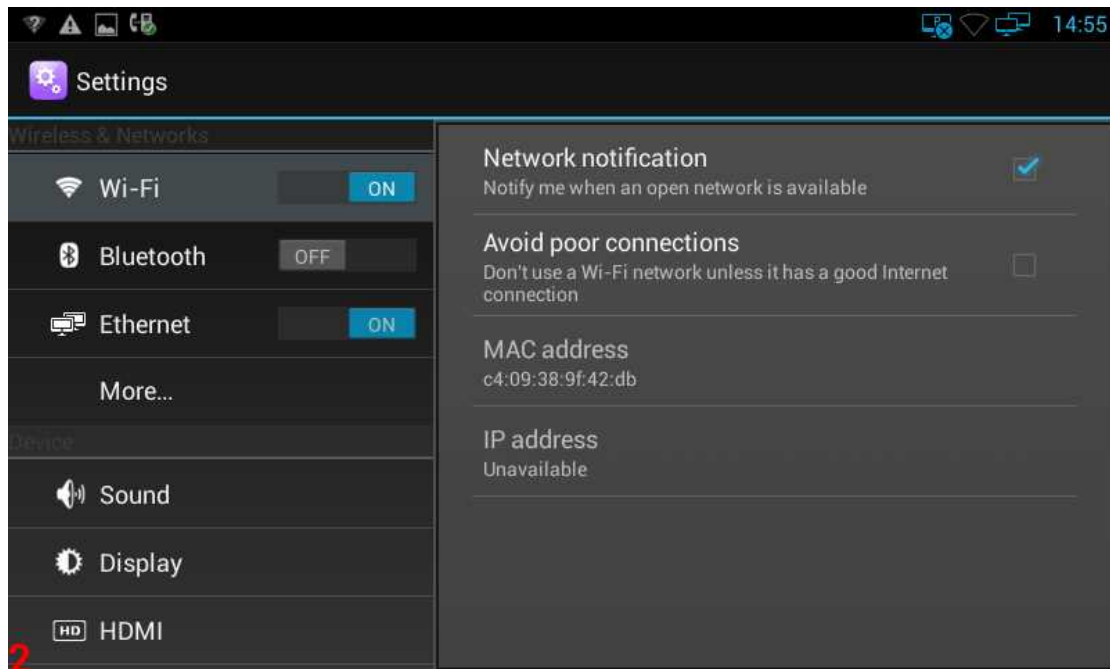 14:55
Settings
Wireless & Networks
Wi-Fi ON
Bluetooth OFF
Ethernet ON
More...
Device
Sound
Display
HD HDMI
2
Network notification
Notify me when an open network is available
Avoid poor connections
Don't use a Wi-Fi network unless it has a good Internet
connection
MAC address
c4:09:38:9f:42:db
IP address
Unavailable